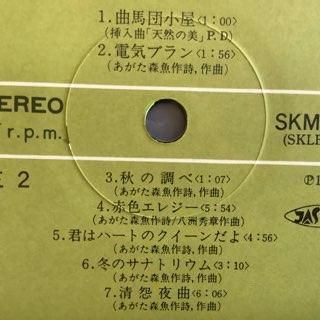 1.曲馬団小屋<1:00>
(挿入曲「天然の美」P.D)
2.電気ブラン<1:56>
(あがた森魚作詩,作曲)
STEREO
r.p.m.
SKM
(SKLE
E 2
3.秋の調べ<1:07>
(あがた森魚作詩,作曲)
4.赤色エレジー<5:54>
(あがた森魚作詩/八洲秀章作曲)
5.君はハートのクイーンだよ<4:56>
(あがた森魚作詩,作曲)
6.冬のサナトリウム<3:10>
(あがた森魚作詩,作曲)
7.清怨夜曲<6:06>
(あがた森魚作詩,作曲)
Ⓟ1
JAS